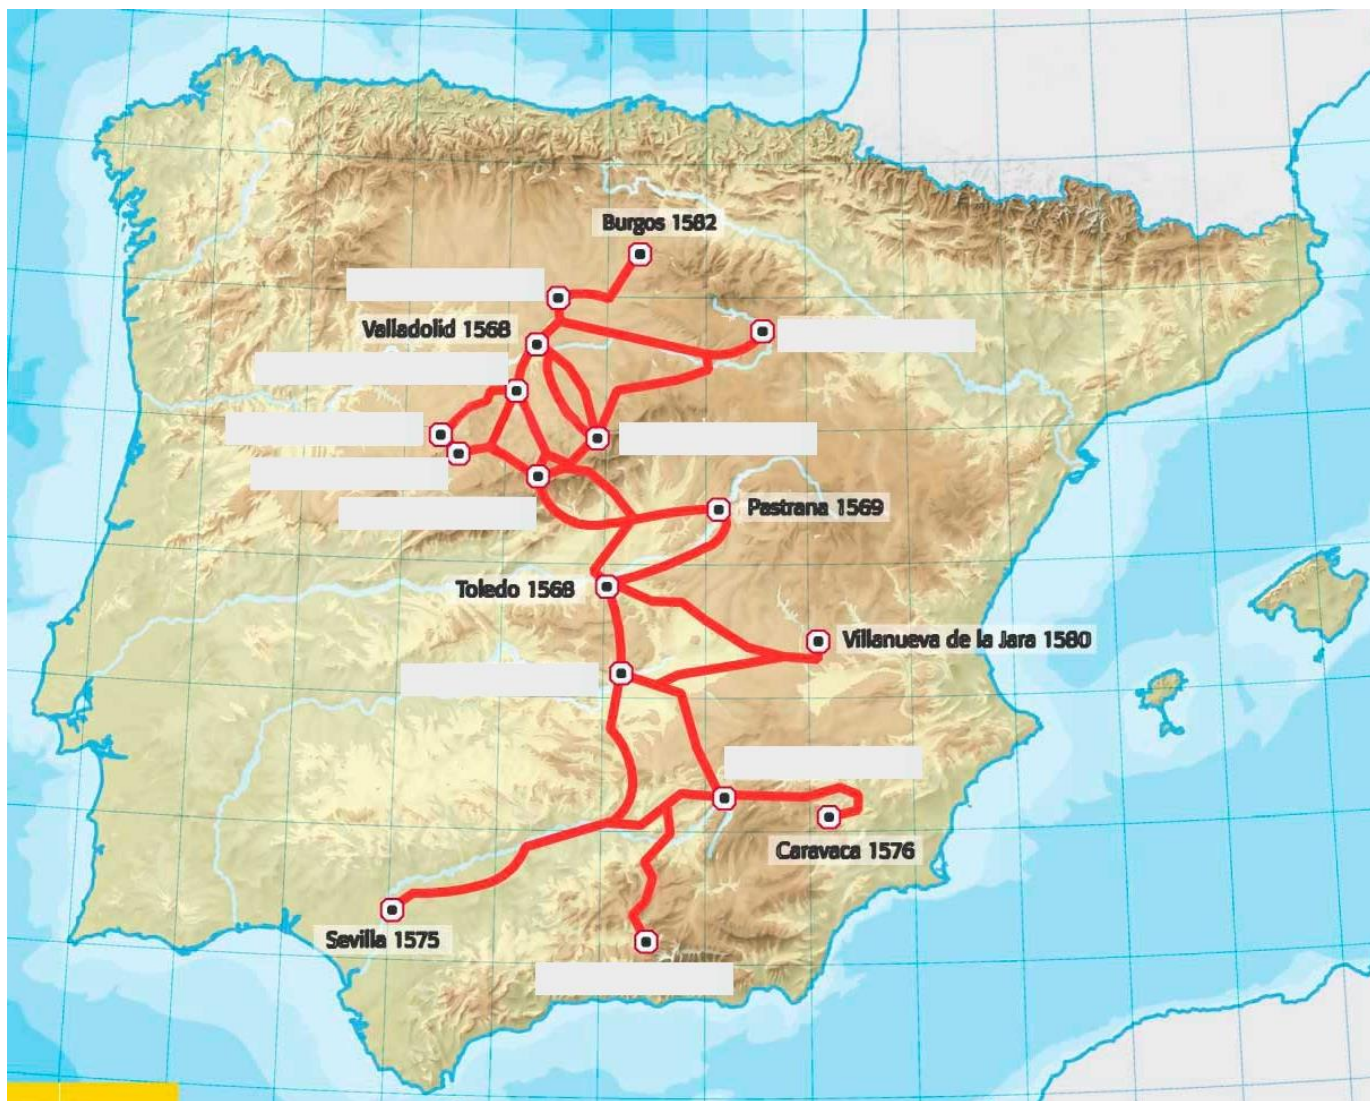 Burgos 1582
Valladolid 1568
Pastrana 1569
Toledo 1568
Villanueva de la Jara 1580
Caravaca 1576
Sevilla 1575